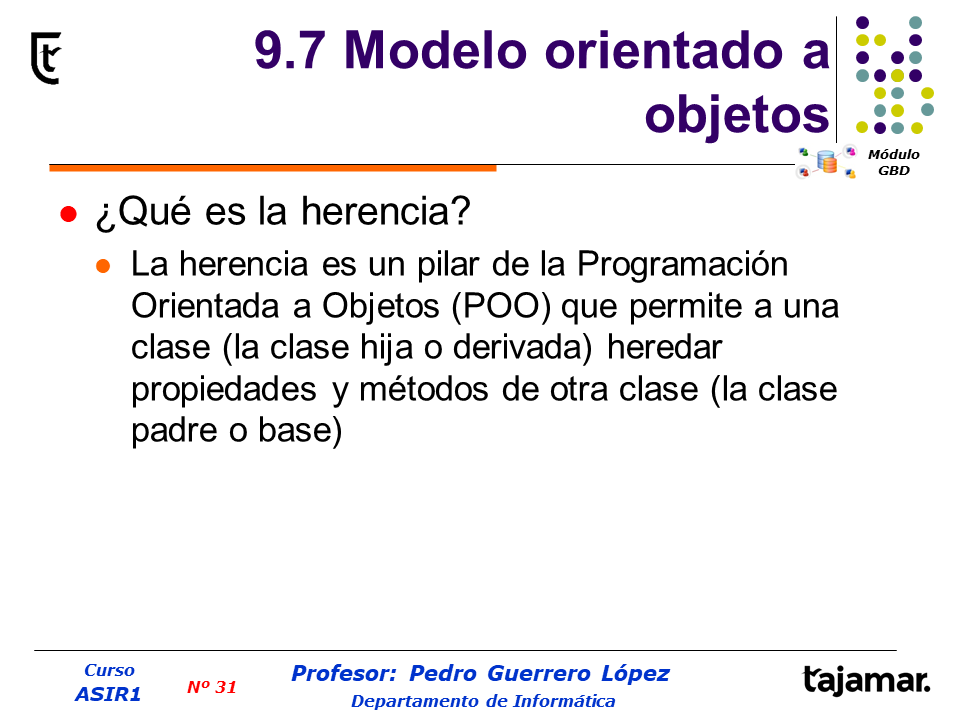 9.7 Modelo orientado a
objetos
Módulo
GBD
¿Qué es la herencia?
La herencia es un pilar de la Programación
Orientada a Objetos (POO) que permite a una
clase (la clase hija o derivada) heredar
propiedades y métodos de otra clase (la clase
padre o base)
Curso
ASIR1
Nº 31
Profesor: Pedro Guerrero López
Departamento de Informática
tajamar.